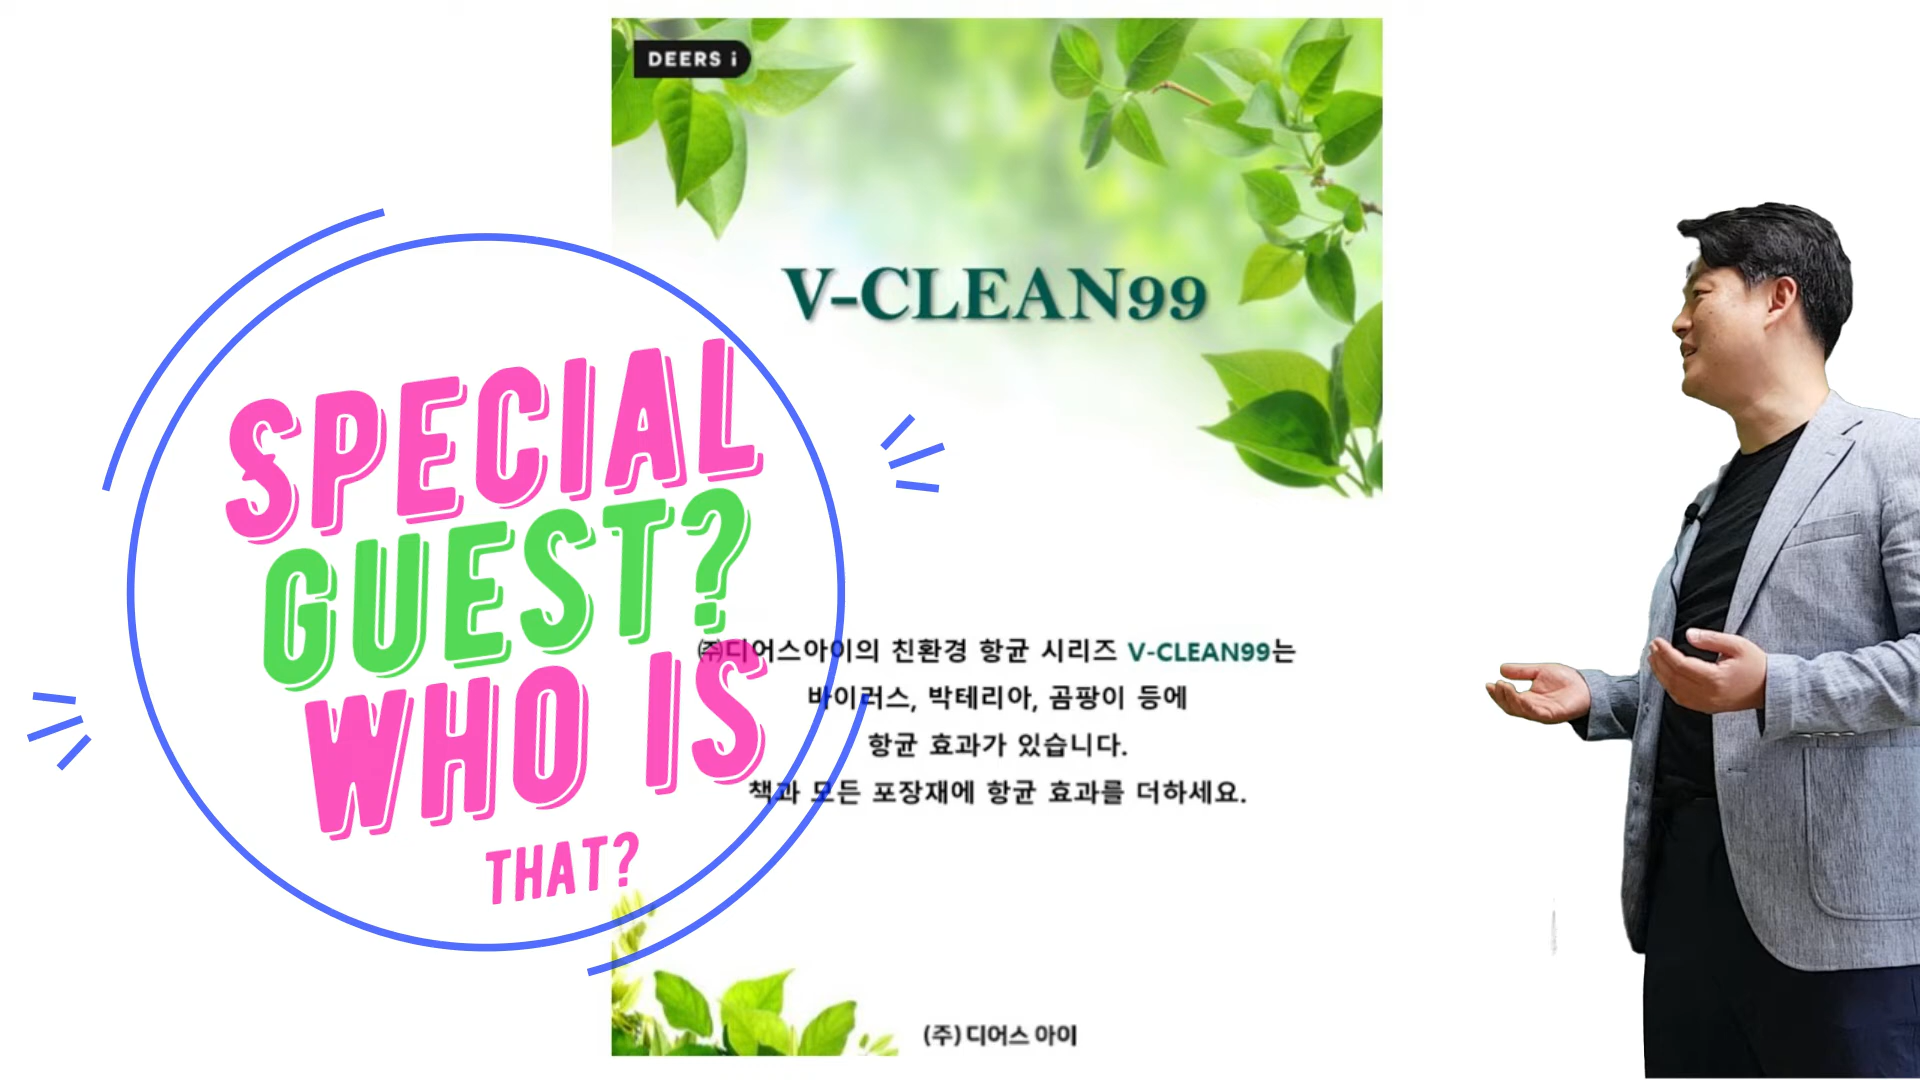 DEERS i
V-CLEAN99
SPECIAL
GUEST?
WHO IS
THAT?
㈜디어스아이의 친환경 항균 시리즈 V-CLEAN99는
바이러스, 박테리아, 곰팡이 등에
항균 효과가 있습니다.
책과 모든 포장재에 항균 효과를 더하세요.
(주) 디어스 아이